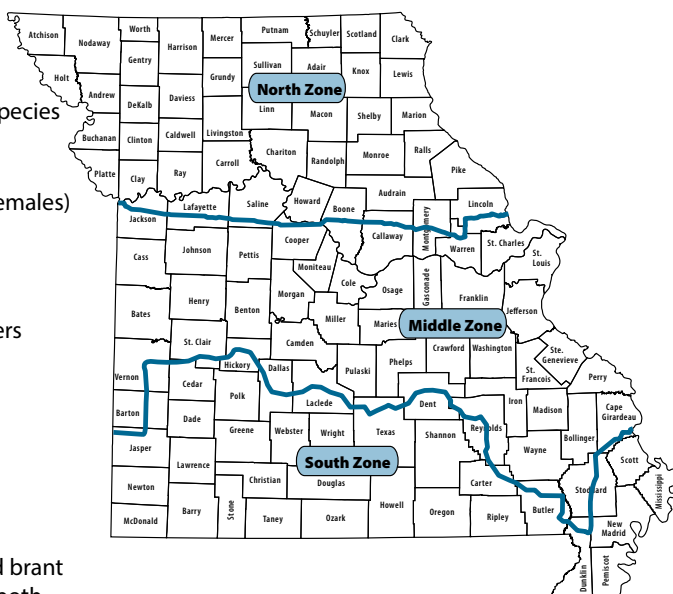 pecies
emales)
ers
d brant
Atchison
Nodaway
Worth
Harrison
Mercer
Putnam
Schuyler
Scotland
Clark
Gentry
Holt
Grundy
Sullivan
Adair
Knox
Lewis
Andrew
DeKalb
Daviess
North Zone
Linn
Macon
Shelby
Marion
Buchanan
Clinton
Caldwell
Livingston
Chariton
Randolph
Monroe
Ralls
Pike
Platte
Clay
Ray
Carroll
Audrain
Lafayette
Saline
Howard
Boone
Lincoln
Jackson
Callaway
Montgomery
Warren
St. Charles
Cooper
Cass
Johnson
Pettis
Moniteau
St.
Louis
Cole
Osage
Gasconade
Franklin
Jefferson
Morgan
Bates
Henry
Benton
Miller
Maries
Middle Zone
St. Clair
Camden
Crawford
Washington
Ste.
Genevieve
Hickory
Dallas
Pulaski
Phelps
St.
Francois
Perry
Vernon
Cedar
Polk
Laclede
Dent
Iron
Madison
Cape
Girardeau
Barton
Dade
Greene
Webster
Wright
Texas
Shannon
Reynolds
Bollinger
Wayne
Jasper
Lawrence
South Zone
Scott
Mississippi
Newton
Christian
Douglas
Carter
Stoddard
McDonald
Barry
Stone
Taney
Ozark
Howell
Oregon
Ripley
Butler
New
Madrid
Dunklin
Pemiscot